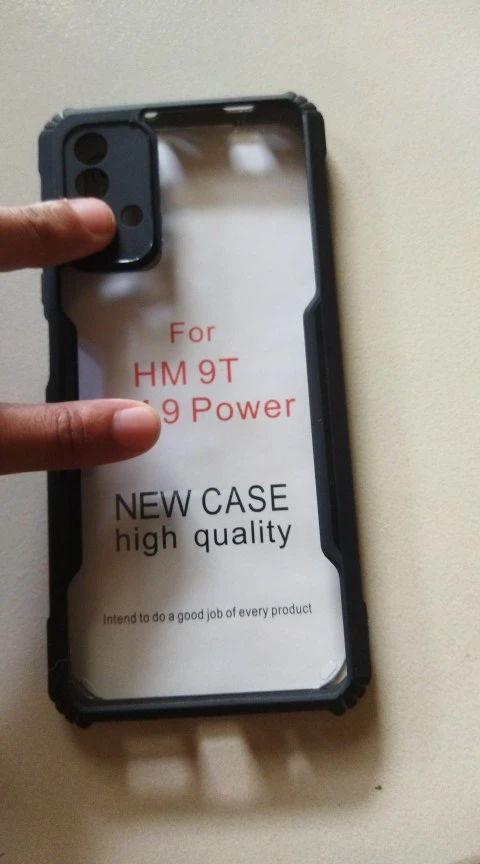 For
HM 9T
9 Power
NEW CASE
high quality
Intend to do a good job of every product